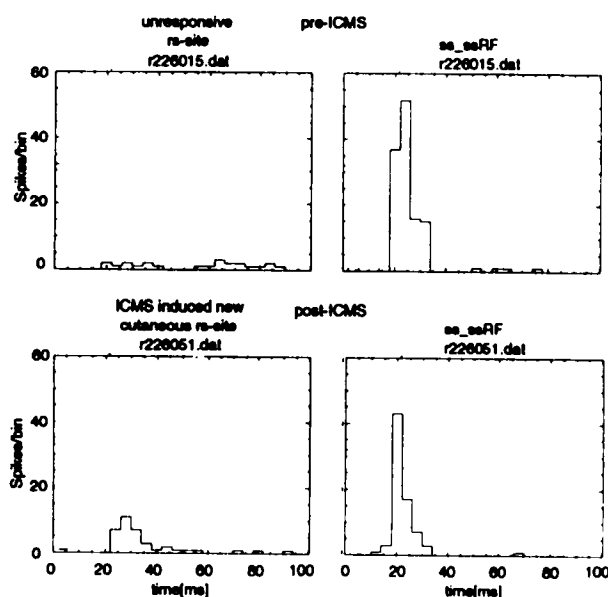 unresponsive pre-ICMS
rs-site ss_ssRF
r226015.dat r226015.dat
60
40
20
0
Spikes/bin
ICMS induced new post-ICMS
cutaneous rs-site ss_ssRF
r226051.dat r226051.dat
60
40
20
0
Spikes/bin
0 20 40 60 80 100 0 20 40 60 80 100
time[ms] time[ms]